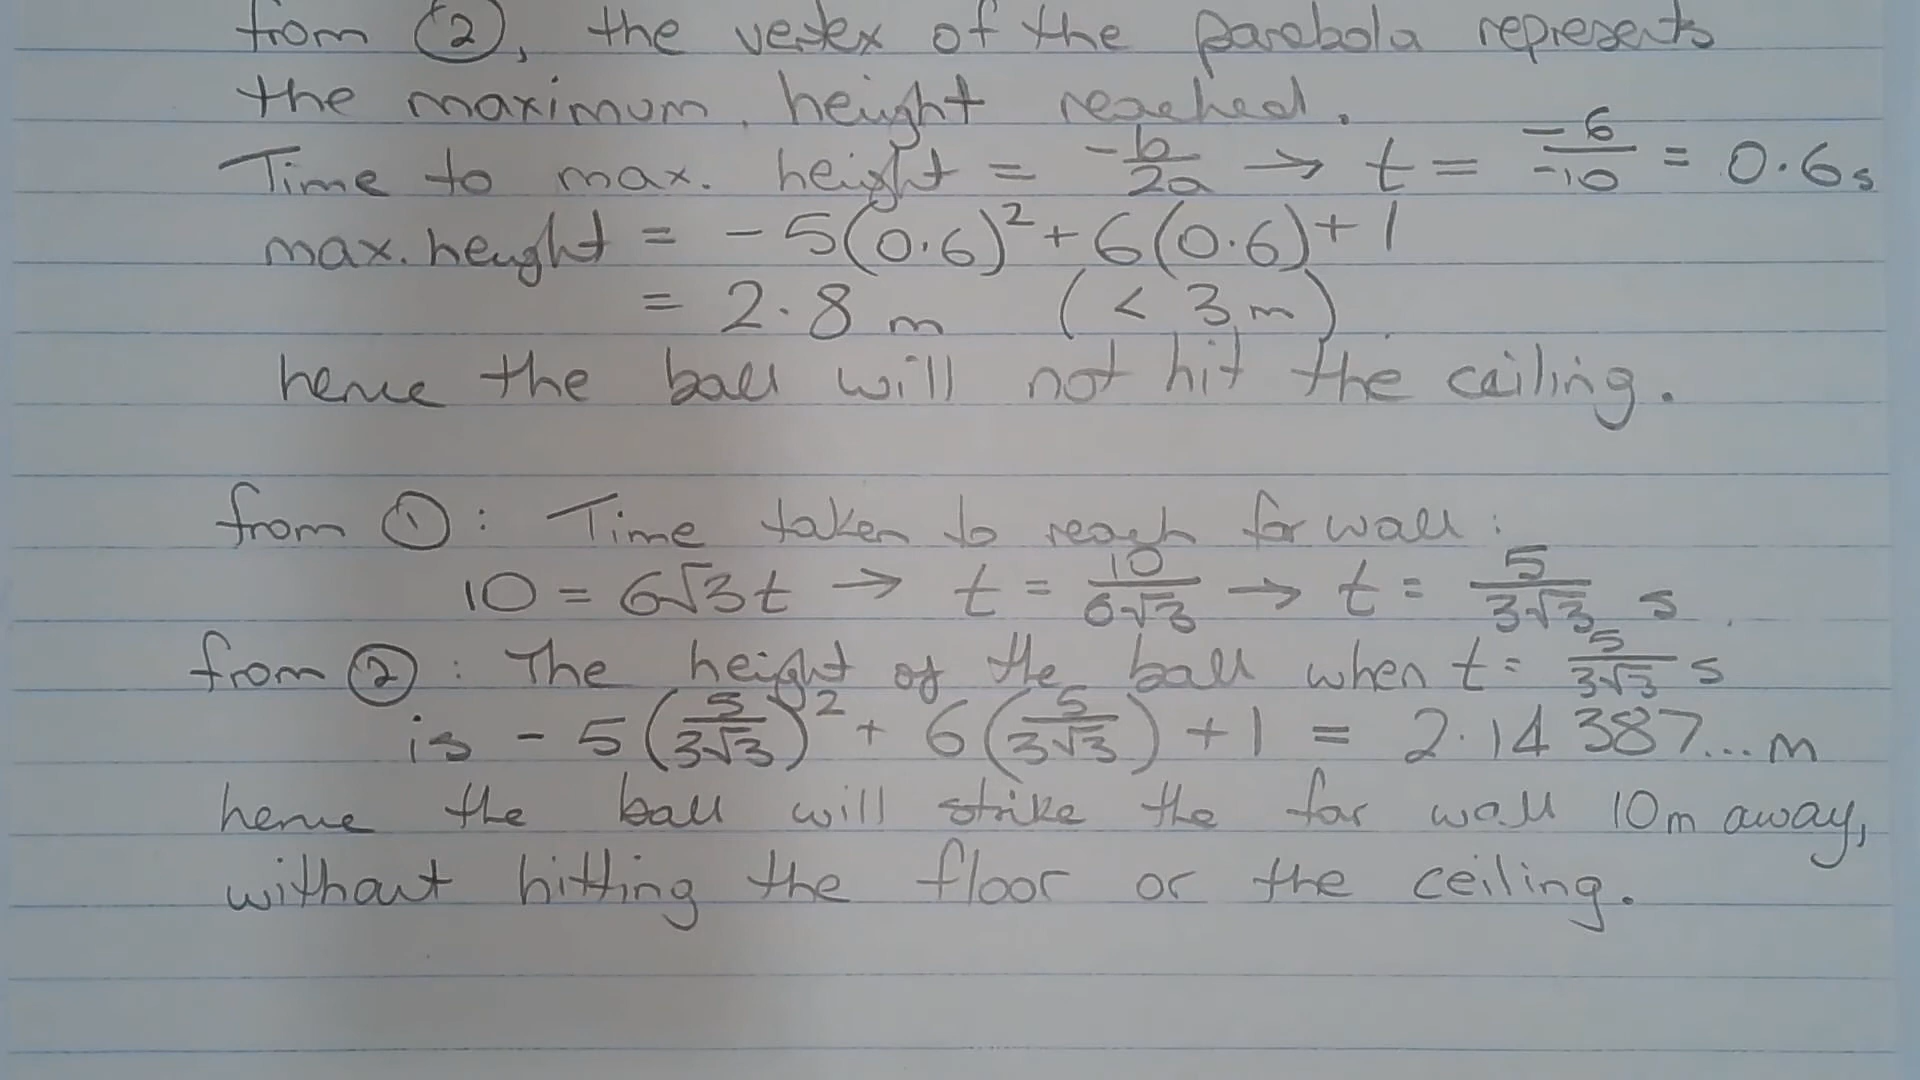 from ②, the vertex of the parabola represents
the maximum height reached.
Time to max. height = -b/2a → t = -6/-10 = 0.6s
max. height = -5(0.6)² + 6(0.6) + 1
= 2.8 m (< 3m)
hence the ball will not hit the ceiling.
from ①: Time taken to reach far wall:
10 = 6√3t → t = 10/6√3 → t = 5/3√3 s.
from ②: The height of the ball when t = 5/3√3 s
is -5(5/3√3)² + 6(5/3√3) + 1 = 2.14387... m
hence the ball will strike the far wall 10m away,
without hitting the floor or the ceiling.